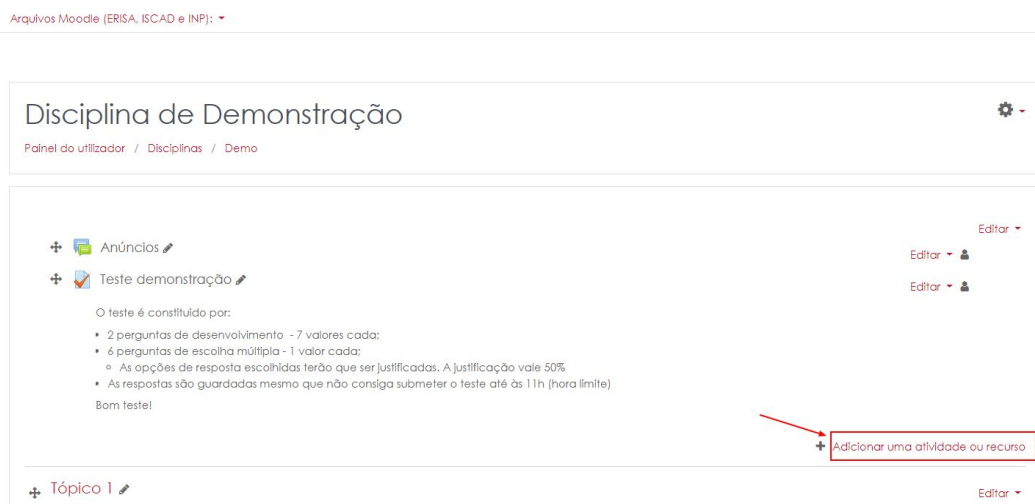 Arquivos Moodle (ERISA, ISCAD e INP):
Disciplina de Demonstração
Painel do utilizador / Disciplinas / Demo
Editar
Anúncios
Editar
Teste demonstração
Editar
O teste é constituido por:
• 2 perguntas de desenvolvimento - 7 valores cada;
• 6 perguntas de escolha múltipla - 1 valor cada;
○ As opções de resposta escolhidas terão que ser justificadas. A justificação vale 50%
• As respostas são guardadas mesmo que não consiga submeter o teste até às 11h (hora limite)
Bom teste!
+ Adicionar uma atividade ou recurso
Tópico 1
Editar